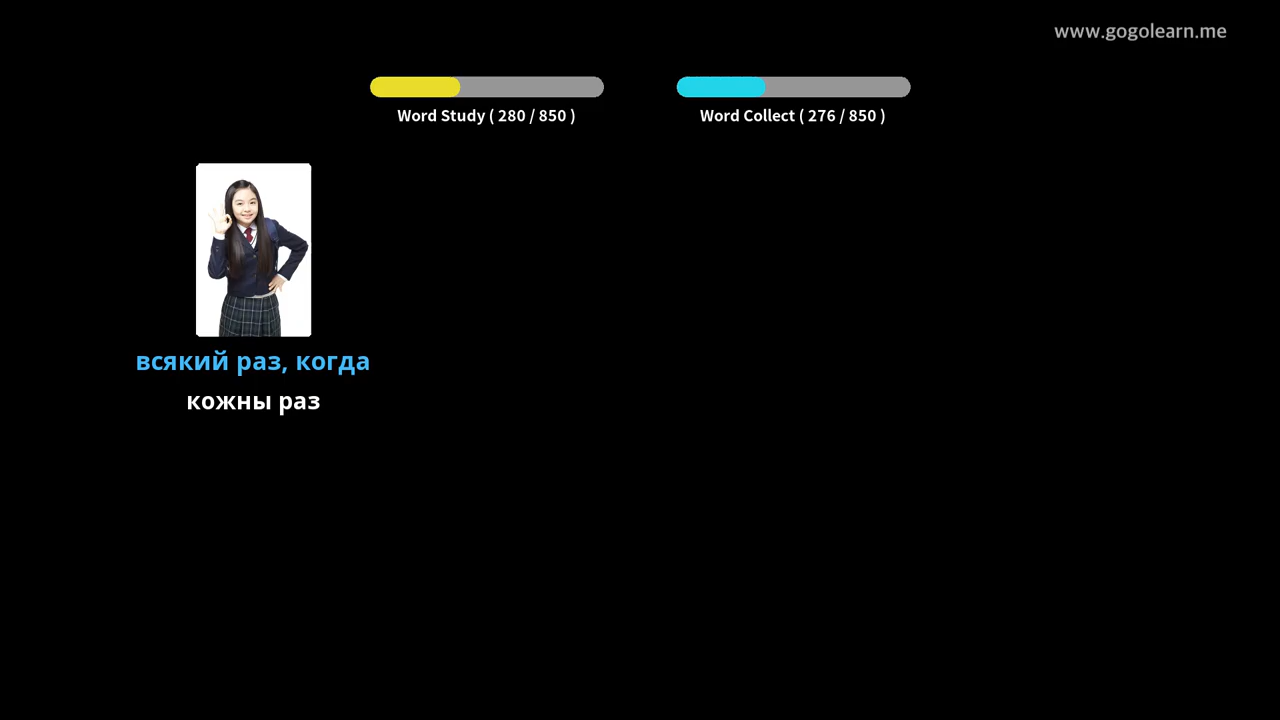 www.gogolearn.me
Word Study ( 280 / 850 )
Word Collect ( 276 / 850 )
всякий раз, когда
кожны раз